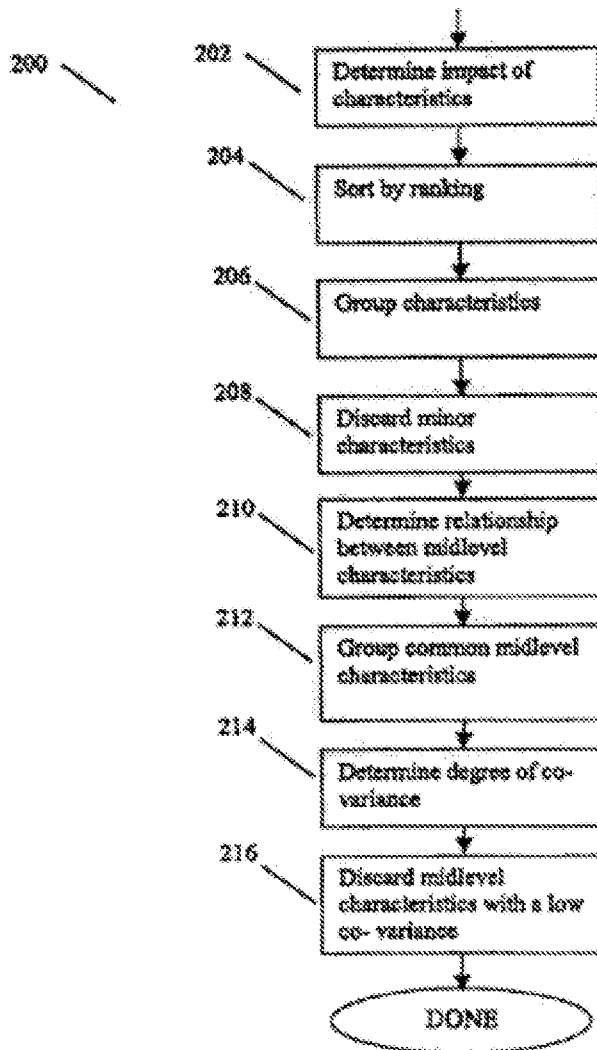 200
202
Determine impact of
characteristics
204
Sort by ranking
206
Group characteristics
208
Discard minor
characteristics
210
Determine relationship
between midlevel
characteristics
212
Group common midlevel
characteristics
214
Determine degree of co-
variance
216
Discard midlevel
characteristics with a low
co- variance
DONE